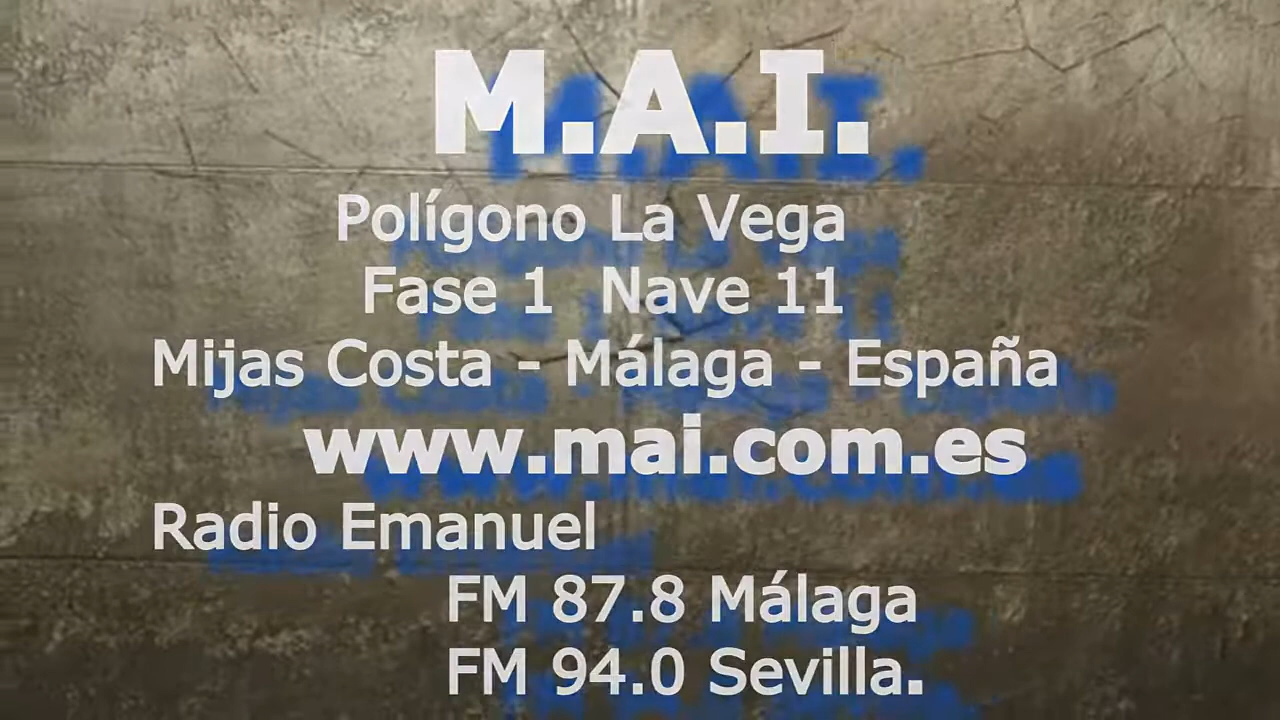 M.A.I.
Polígono La Vega
Fase 1 Nave 11
Mijas Costa - Málaga - España
www.mai.com.es
Radio Emanuel
FM 87.8 Málaga
FM 94.0 Sevilla.